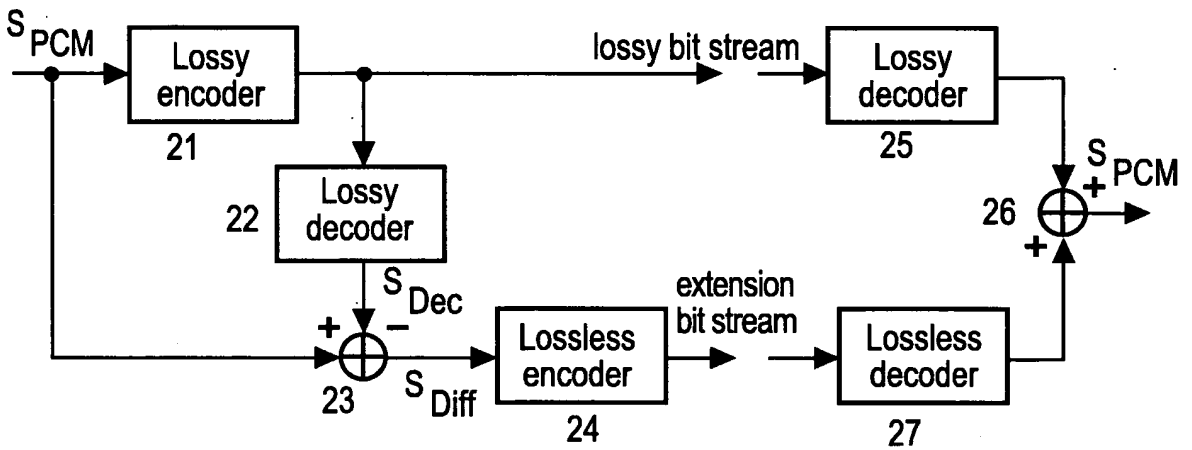 S PCM
Lossy
encoder
21
lossy bit stream
Lossy
decoder
25
Lossy
decoder
22
S Dec
+
−
23
S Diff
Lossless
encoder
24
extension
bit stream
Lossless
decoder
27
26
+
+
S PCM